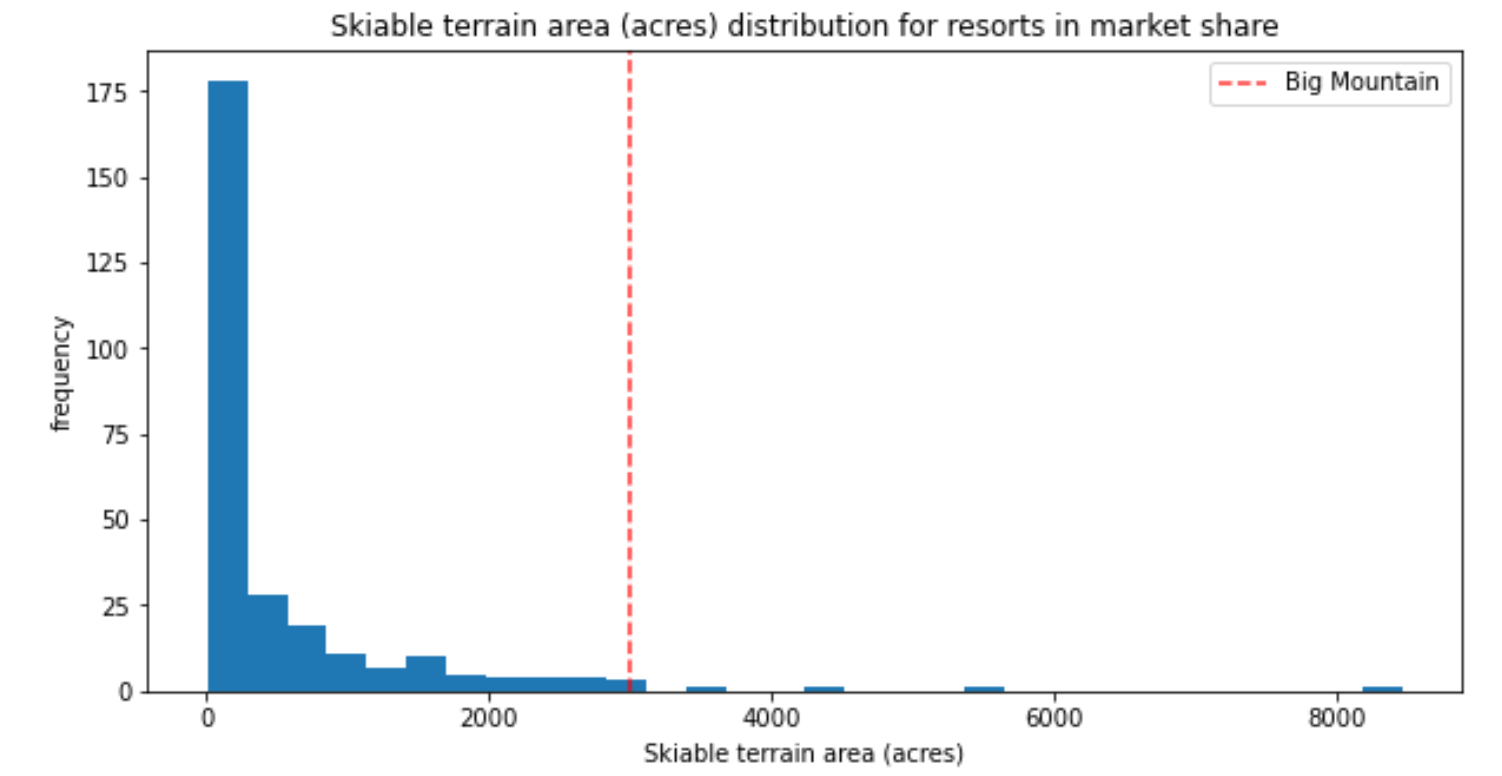 Skiable terrain area (acres) distribution for resorts in market share
Big Mountain
175
150
125
100
75
50
25
0
frequency
0 2000 4000 6000 8000
Skiable terrain area (acres)